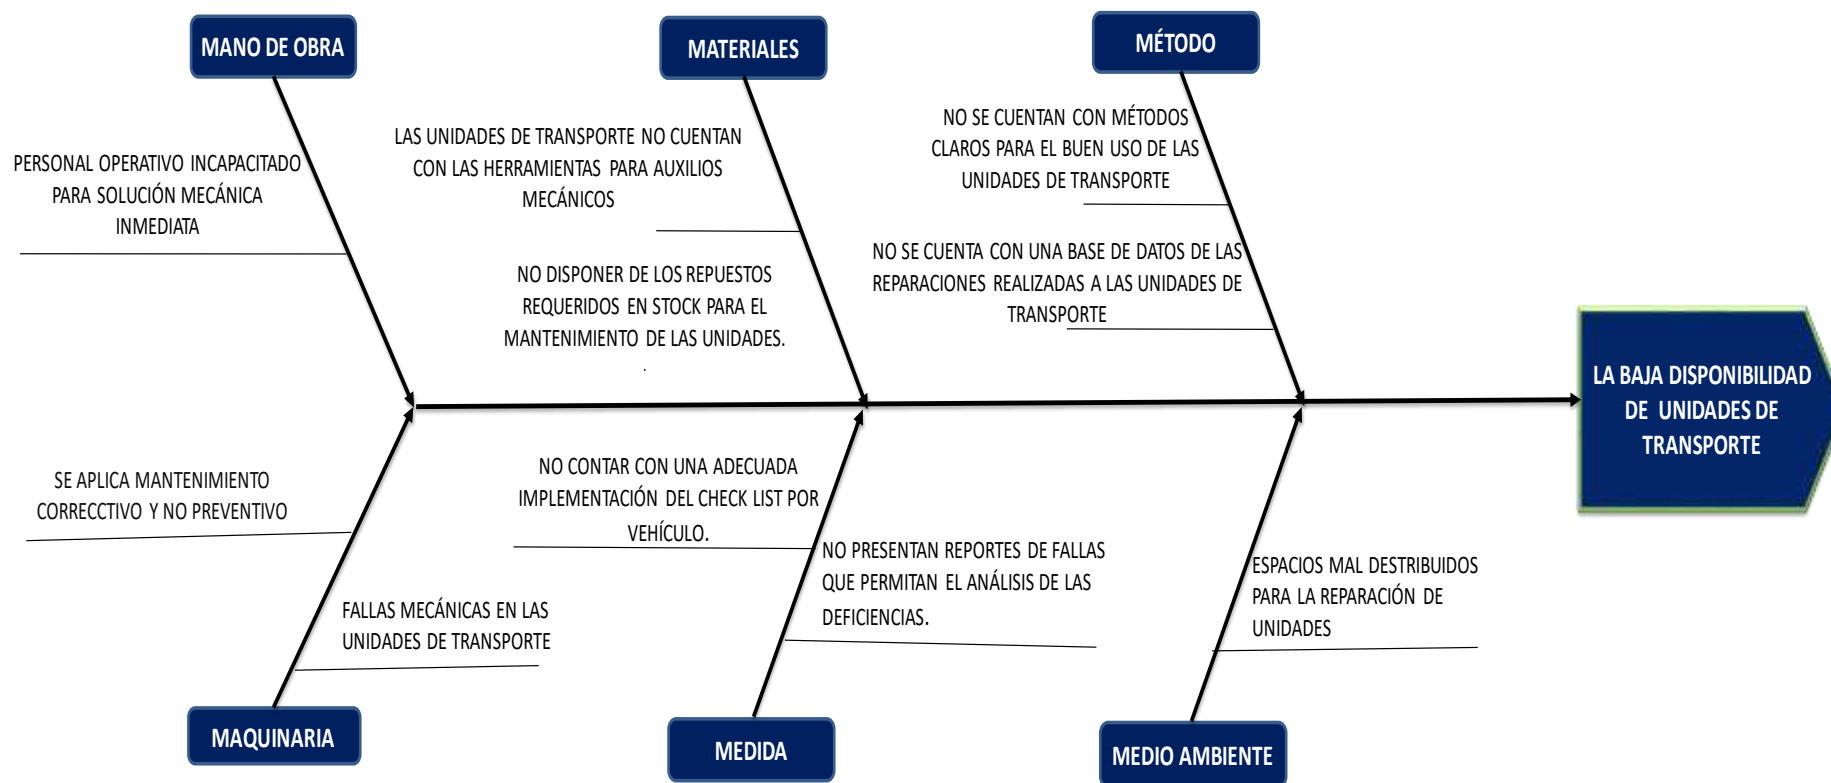 MANO DE OBRA
MATERIALES
MÉTODO
PERSONAL OPERATIVO INCAPACITADO
PARA SOLUCIÓN MECÁNICA
INMEDIATA
LAS UNIDADES DE TRANSPORTE NO CUENTAN
CON LAS HERRAMIENTAS PARA AUXILIOS
MECÁNICOS
NO DISPONER DE LOS REPUESTOS
REQUERIDOS EN STOCK PARA EL
MANTENIMIENTO DE LAS UNIDADES.
.
NO SE CUENTAN CON MÉTODOS
CLAROS PARA EL BUEN USO DE LAS
UNIDADES DE TRANSPORTE
NO SE CUENTA CON UNA BASE DE DATOS DE LAS
REPARACIONES REALIZADAS A LAS UNIDADES DE
TRANSPORTE
LA BAJA DISPONIBILIDAD
DE UNIDADES DE
TRANSPORTE
SE APLICA MANTENIMIENTO
CORRECCTIVO Y NO PREVENTIVO
FALLAS MECÁNICAS EN LAS
UNIDADES DE TRANSPORTE
NO CONTAR CON UNA ADECUADA
IMPLEMENTACIÓN DEL CHECK LIST POR
VEHÍCULO.
NO PRESENTAN REPORTES DE FALLAS
QUE PERMITAN EL ANÁLISIS DE LAS
DEFICIENCIAS.
ESPACIOS MAL DESTRIBUIDOS
PARA LA REPARACIÓN DE
UNIDADES
MAQUINARIA
MEDIDA
MEDIO AMBIENTE